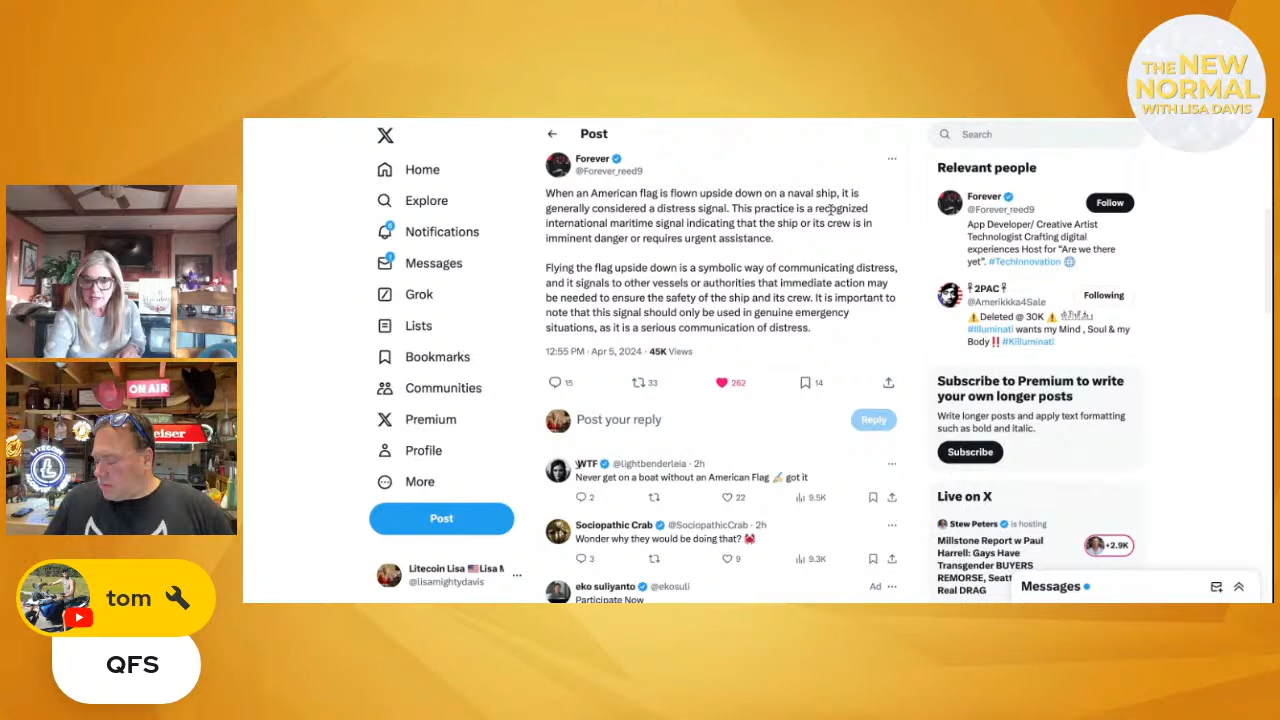 THE NEW
NORMAL
WITH LISA DAVIS
X
Home
Explore
Notifications
Messages
Grok
Lists
Bookmarks
Communities
Premium
Profile
More
Post
Litecoin Lisa 🇺🇸Lisa M
@lisamightydavis
Post
Forever
@Forever_reed9
When an American flag is flown upside down on a naval ship, it is
generally considered a distress signal. This practice is a recognized
international maritime signal indicating that the ship or its crew is in
imminent danger or requires urgent assistance.
Flying the flag upside down is a symbolic way of communicating distress,
and it signals to other vessels or authorities that immediate action may
be needed to ensure the safety of the ship and its crew. It is important to
note that this signal should only be used in genuine emergency
situations, as it is a serious communication of distress.
12:55 PM · Apr 5, 2024 · 45K Views
15 33 262 14
Post your reply
Reply
WTF @lightbenderleia · 2h
Never get on a boat without an American Flag ✍️ got it
2 22 9.5K
Sociopathic Crab @SociopathicCrab · 2h
Wonder why they would be doing that? 🦀
3 9 9.3K
eko suliyanto @ekosuli Ad
Participate Now
Search
Relevant people
Forever
@Forever_reed9
Follow
App Developer/ Creative Artist
Technologist Crafting digital
experiences Host for "Are we there
yet". #TechInnovation 🌐
2PAC
@Amerikkka4Sale
Following
⚠️Deleted @ 30K ⚠️
#Illuminati wants my Mind , Soul & my
Body‼️#Killuminati
Subscribe to Premium to write
your own longer posts
Write longer posts and apply text formatting
such as bold and italic.
Subscribe
Live on X
Stew Peters is hosting
Millstone Report w Paul
Harrell: Gays Have
Transgender BUYERS
REMORSE, Seatt
Real DRAG
+2.9K
Messages
ON AIR
eiser
LITECOIN
tom
QFS